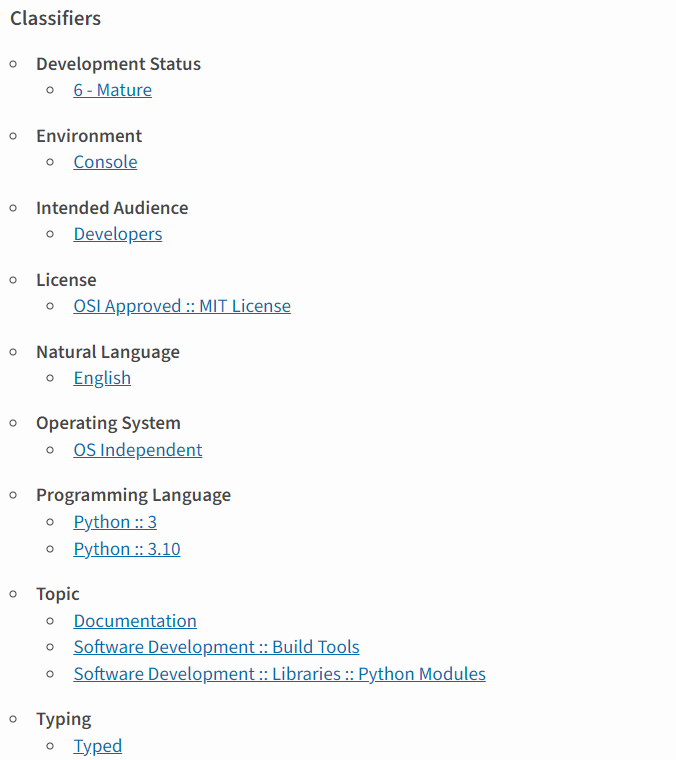 Classifiers
Development Status
6 - Mature
Environment
Console
Intended Audience
Developers
License
OSI Approved :: MIT License
Natural Language
English
Operating System
OS Independent
Programming Language
Python :: 3
Python :: 3.10
Topic
Documentation
Software Development :: Build Tools
Software Development :: Libraries :: Python Modules
Typing
Typed